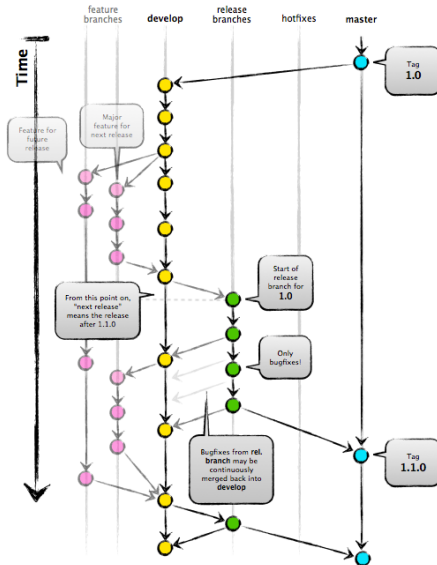 feature
branches
develop
release
branches
hotfixes
master
Time
Tag
1.0
Major
feature for
next release
Feature for
future
release
Start of
release
branch for
1.0
From this point on,
"next release"
means the release
after 1.1.0
Only
bugfixes!
Bugfixes from rel.
branch may be
continuously
merged back into
develop
Tag
1.1.0